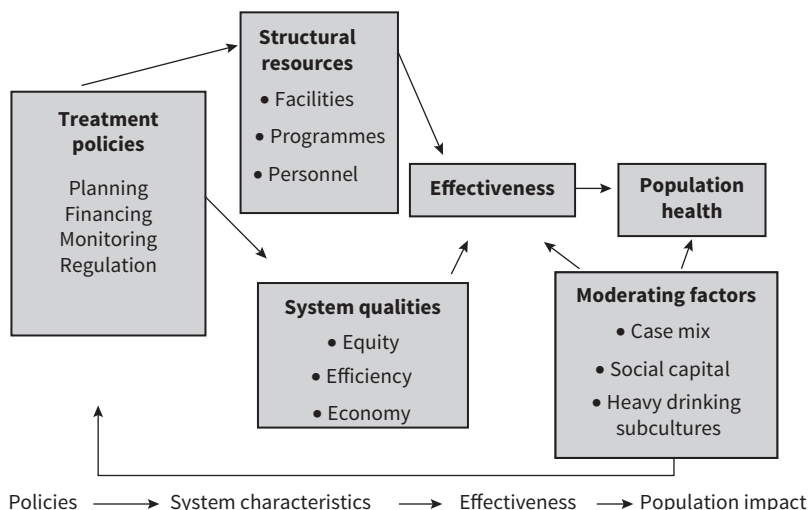 Structural
resources
• Facilities
• Programmes
• Personnel
Treatment
policies
Planning
Financing
Monitoring
Regulation
Effectiveness
Population
health
System qualities
• Equity
• Efficiency
• Economy
Moderating factors
• Case mix
• Social capital
• Heavy drinking
subcultures
Policies System characteristics Effectiveness Population impact